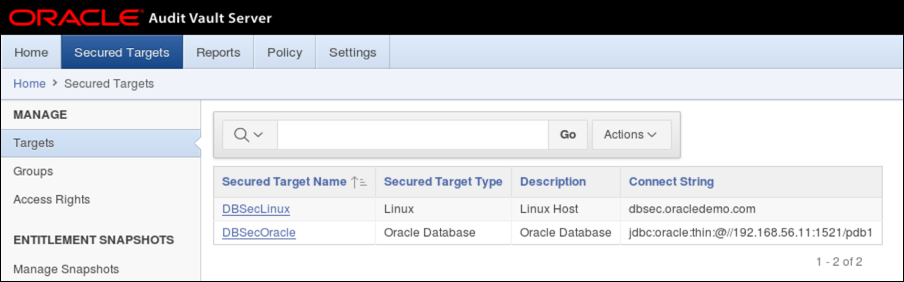 ORACLE Audit Vault Server
Home Secured Targets Reports Policy Settings
Home > Secured Targets
MANAGE
Targets
Groups
Access Rights
ENTITLEMENT SNAPSHOTS
Manage Snapshots
Go Actions
Secured Target Name Secured Target Type Description Connect String
DBSecLinux Linux Linux Host dbsec.oracledemo.com
DBSecOracle Oracle Database Oracle Database jdbc:oracle:thin:@//192.168.56.11:1521/pdb1
1 - 2 of 2